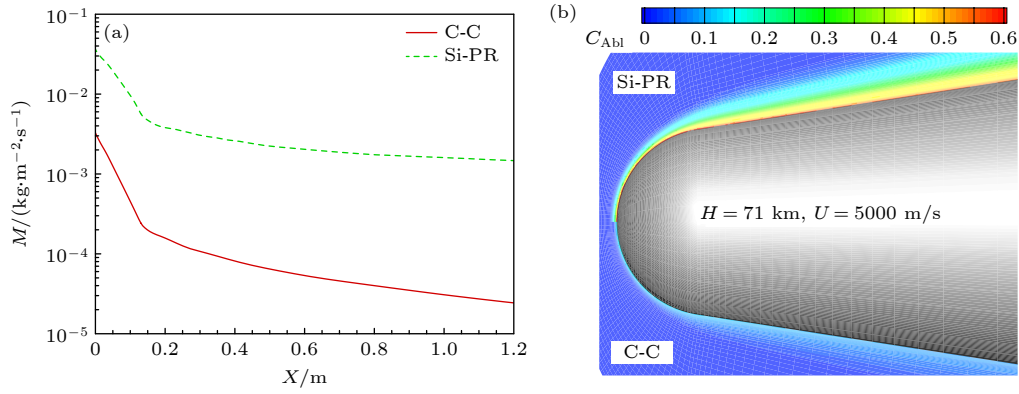 (a)
C-C
Si-PR
10⁻¹
10⁻²
10⁻³
10⁻⁴
10⁻⁵
M/(kg·m⁻²·s⁻¹)
0 0.2 0.4 0.6 0.8 1.0 1.2
X/m
(b)
C_Abl
0 0.1 0.2 0.3 0.4 0.5 0.6
Si-PR
H = 71 km, U = 5000 m/s
C-C